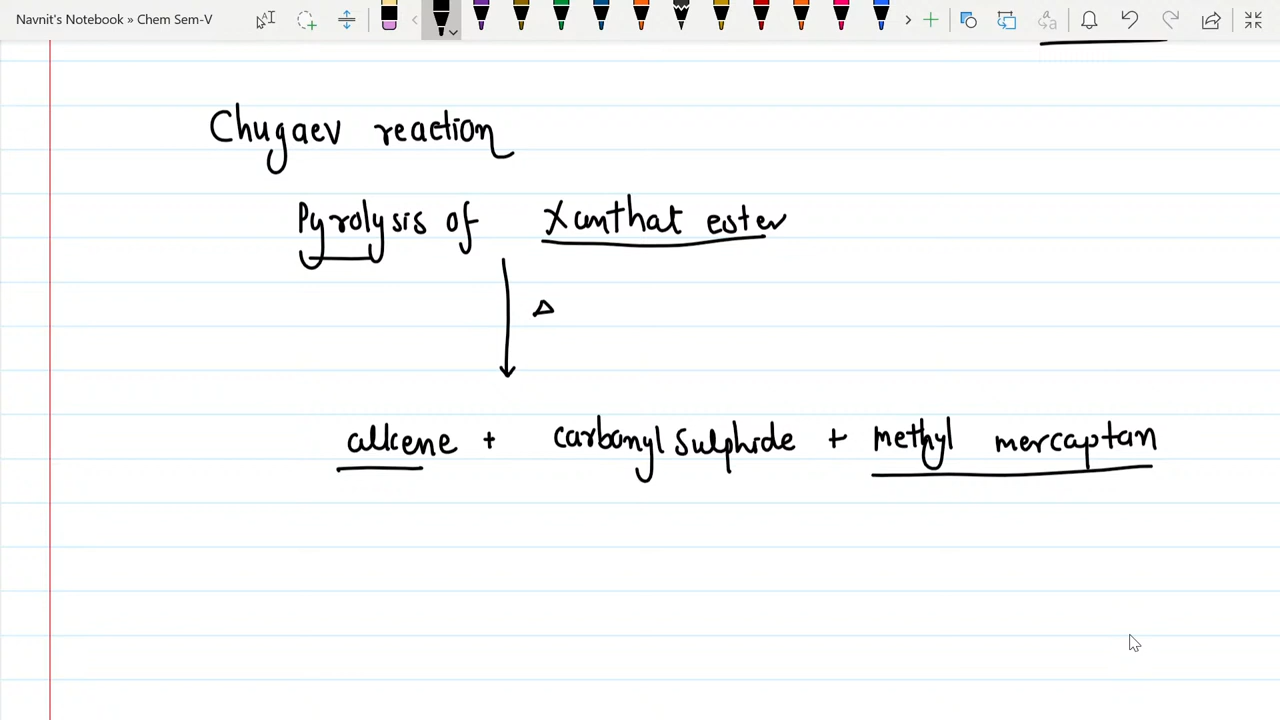 Navnit's Notebook » Chem Sem-V
Chugaev reaction
Pyrolysis of Xanthat ester
Δ
alkene + carbonyl sulphide + methyl mercaptan